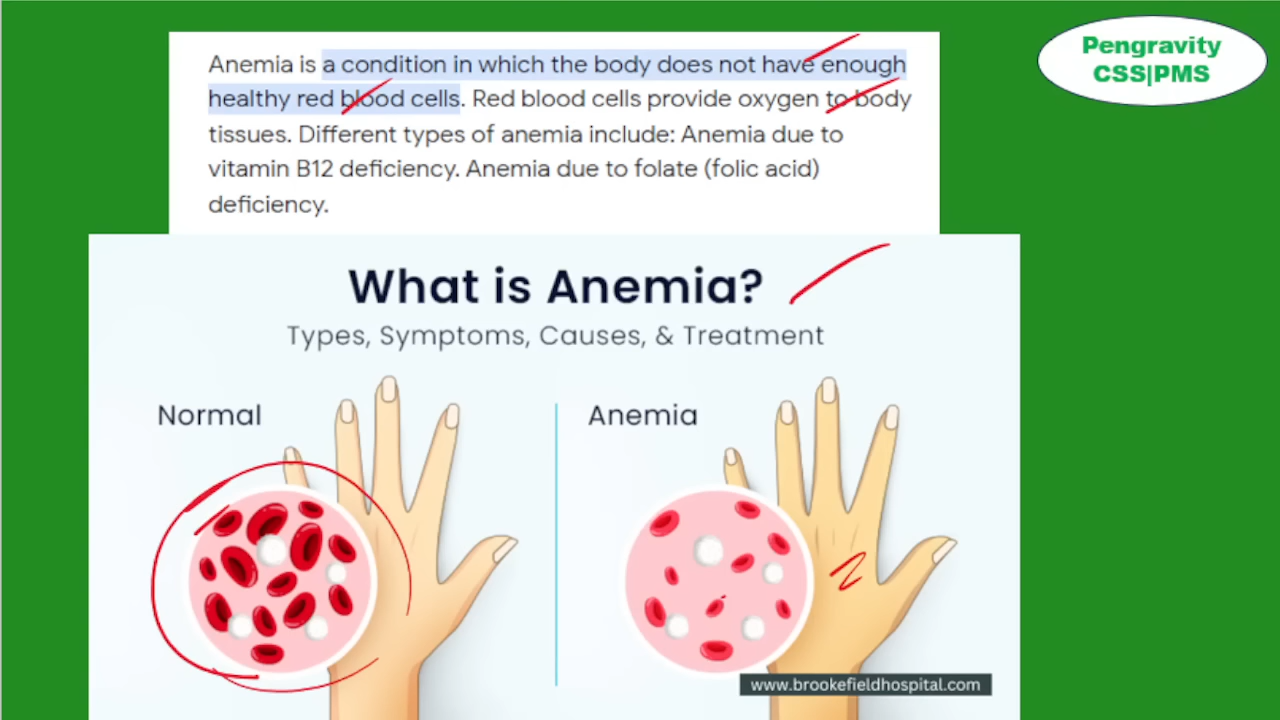 Pengravity
CSS|PMS
Anemia is a condition in which the body does not have enough
healthy red blood cells. Red blood cells provide oxygen to body
tissues. Different types of anemia include: Anemia due to
vitamin B12 deficiency. Anemia due to folate (folic acid)
deficiency.
What is Anemia?
Types, Symptoms, Causes, & Treatment
Normal
Anemia
www.brookefieldhospital.com